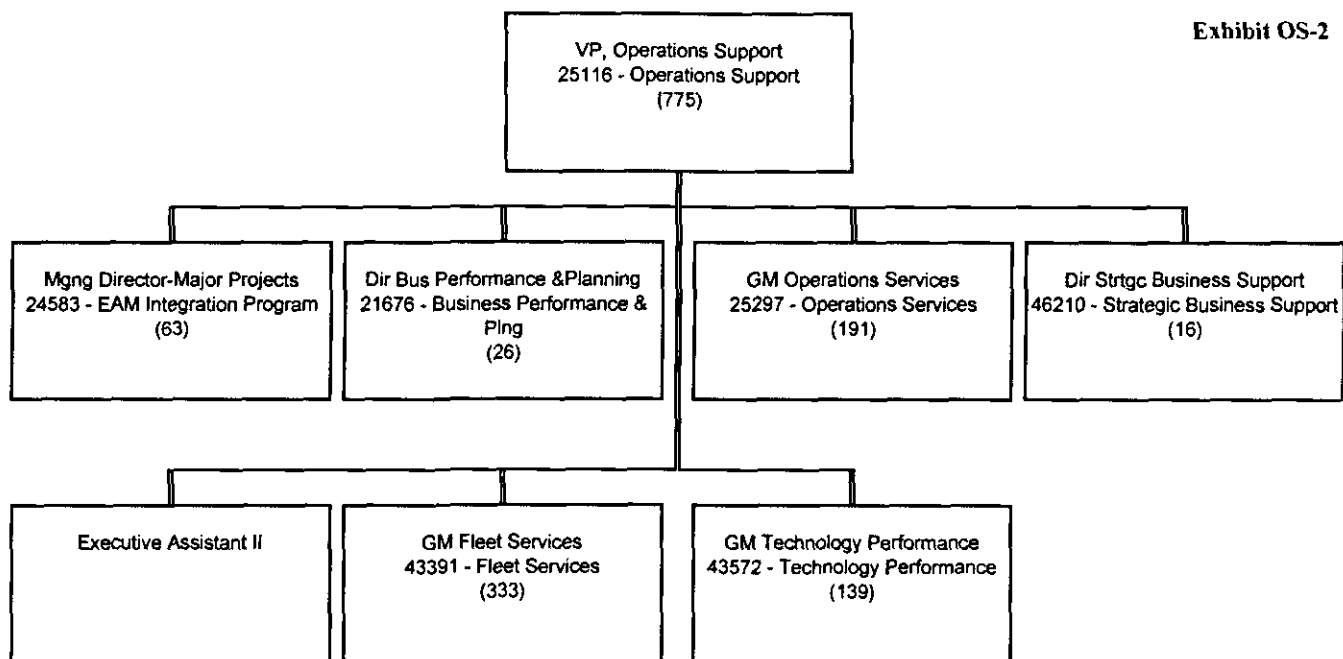 Exhibit OS-2
VP, Operations Support
25116 - Operations Support
(775)
Mgng Director-Major Projects
24583 - EAM Integration Program
(63)
Dir Bus Performance &Planning
21676 - Business Performance &
Plng
(26)
GM Operations Services
25297 - Operations Services
(191)
Dir Strtgc Business Support
46210 - Strategic Business Support
(16)
Executive Assistant II
GM Fleet Services
43391 - Fleet Services
(333)
GM Technology Performance
43572 - Technology Performance
(139)